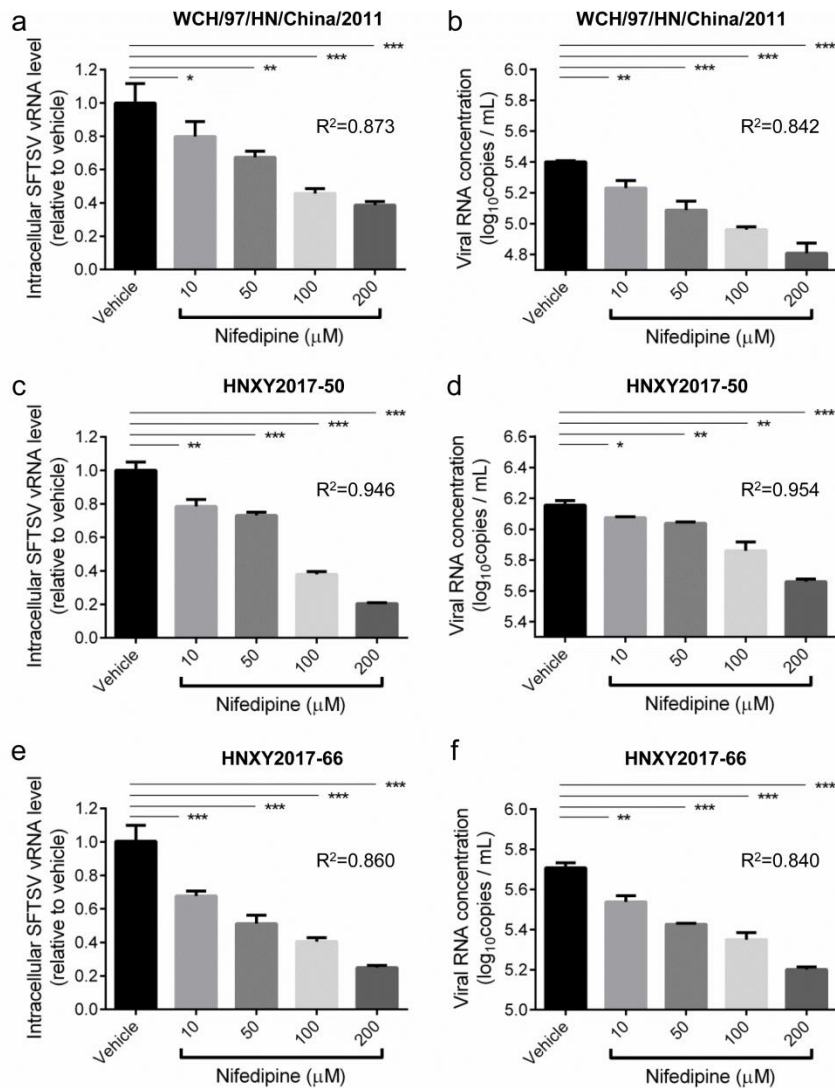 a
WCH/97/HN/China/2011
Intracellular SFTSV vRNA level
(relative to vehicle)
1.2
1.0
0.8
0.6
0.4
0.2
0.0
***
***
**
*
R²=0.873
Vehicle
10
50
100
200
Nifedipine (μM)
b
WCH/97/HN/China/2011
Viral RNA concentration
(log₁₀copies / mL)
6.0
5.8
5.6
5.4
5.2
5.0
4.8
***
***
***
**
R²=0.842
Vehicle
10
50
100
200
Nifedipine (μM)
c
HNXY2017-50
Intracellular SFTSV vRNA level
(relative to vehicle)
1.2
1.0
0.8
0.6
0.4
0.2
0.0
***
***
***
**
R²=0.946
Vehicle
10
50
100
200
Nifedipine (μM)
d
HNXY2017-50
Viral RNA concentration
(log₁₀copies / mL)
6.6
6.4
6.2
6.0
5.8
5.6
5.4
***
**
**
*
R²=0.954
Vehicle
10
50
100
200
Nifedipine (μM)
e
HNXY2017-66
Intracellular SFTSV vRNA level
(relative to vehicle)
1.2
1.0
0.8
0.6
0.4
0.2
0.0
***
***
***
***
R²=0.860
Vehicle
10
50
100
200
Nifedipine (μM)
f
HNXY2017-66
Viral RNA concentration
(log₁₀copies / mL)
6.0
5.8
5.6
5.4
5.2
5.0
***
***
***
**
R²=0.840
Vehicle
10
50
100
200
Nifedipine (μM)